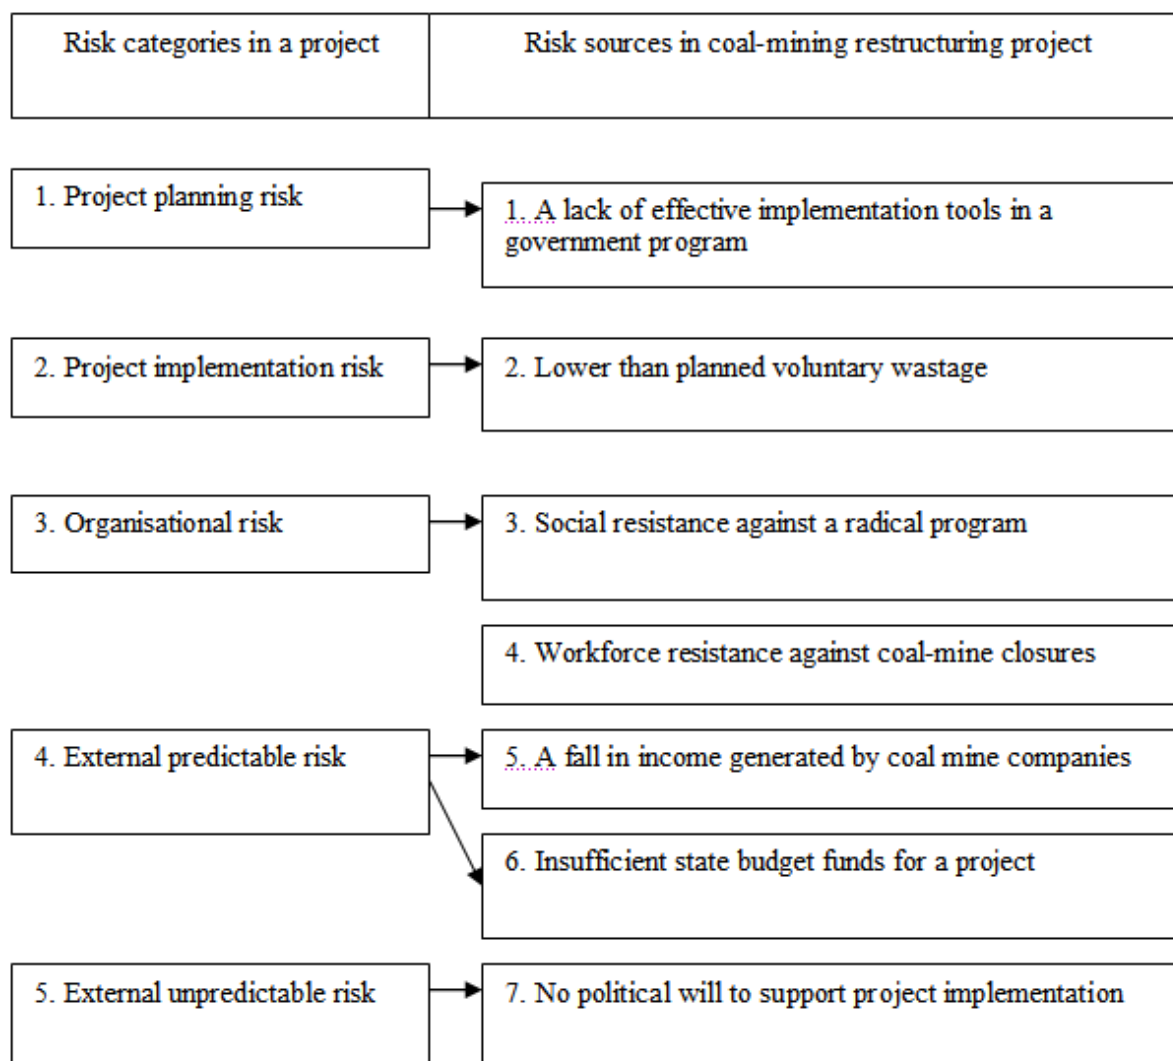 Risk categories in a project
Risk sources in coal-mining restructuring project
1. Project planning risk
1. A lack of effective implementation tools in a
government program
2. Project implementation risk
2. Lower than planned voluntary wastage
3. Organisational risk
3. Social resistance against a radical program
4. Workforce resistance against coal-mine closures
4. External predictable risk
5. A fall in income generated by coal mine companies
6. Insufficient state budget funds for a project
5. External unpredictable risk
7. No political will to support project implementation